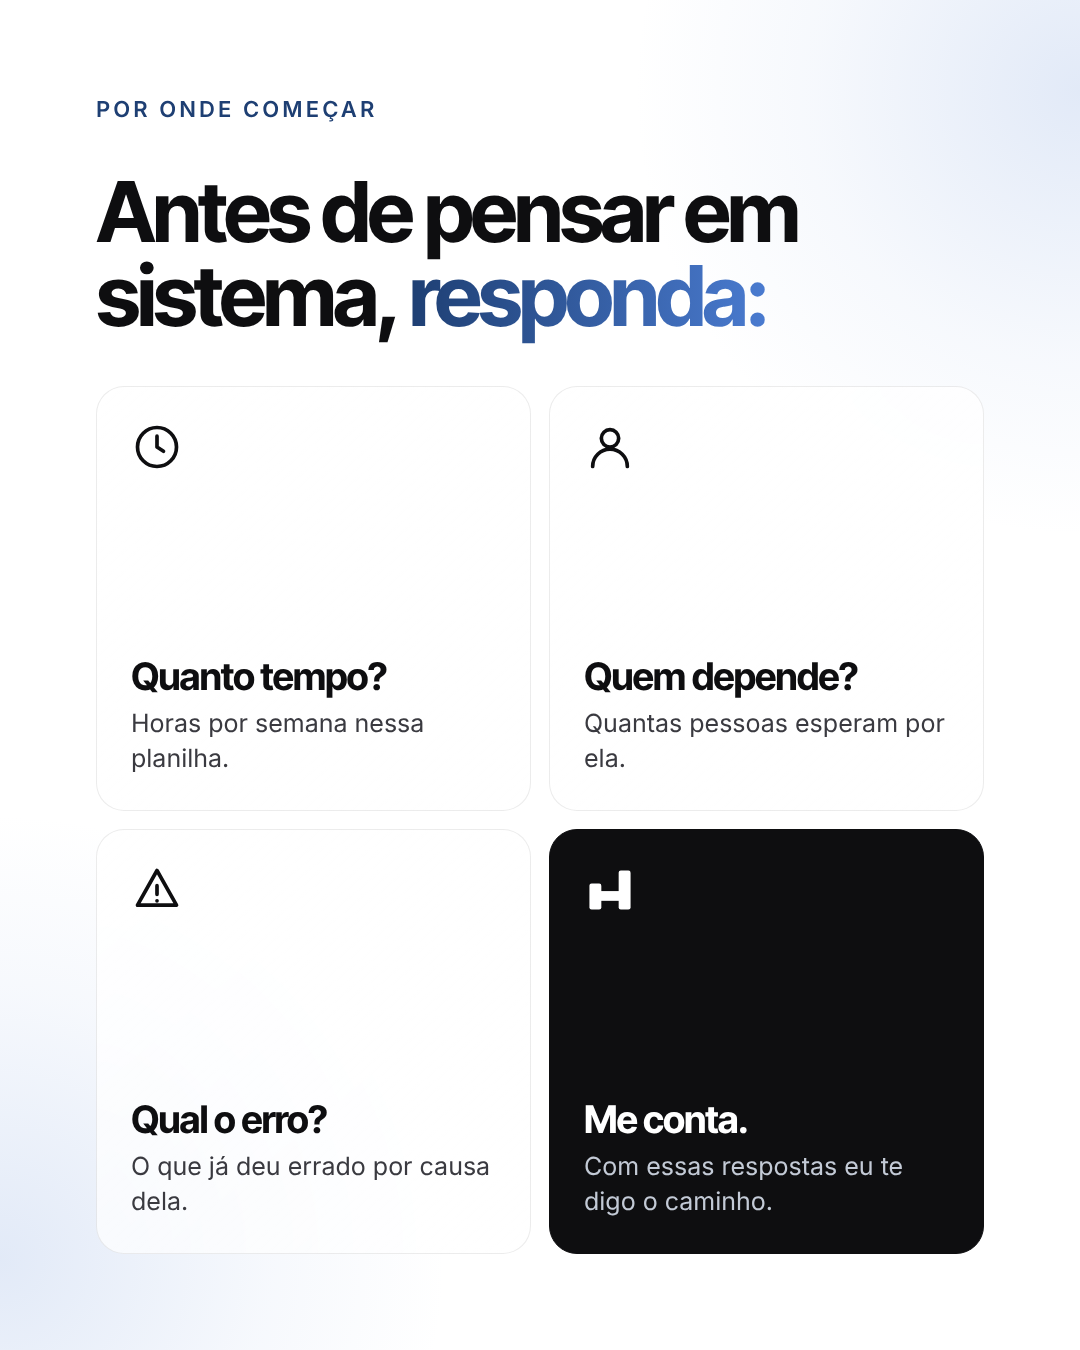 POR ONDE COMEÇAR
Antes de pensar em
sistema, responda:
Quanto tempo?
Horas por semana nessa
planilha.
Quem depende?
Quantas pessoas esperam por
ela.
Qual o erro?
O que já deu errado por causa
dela.
Me conta.
Com essas respostas eu te
digo o caminho.